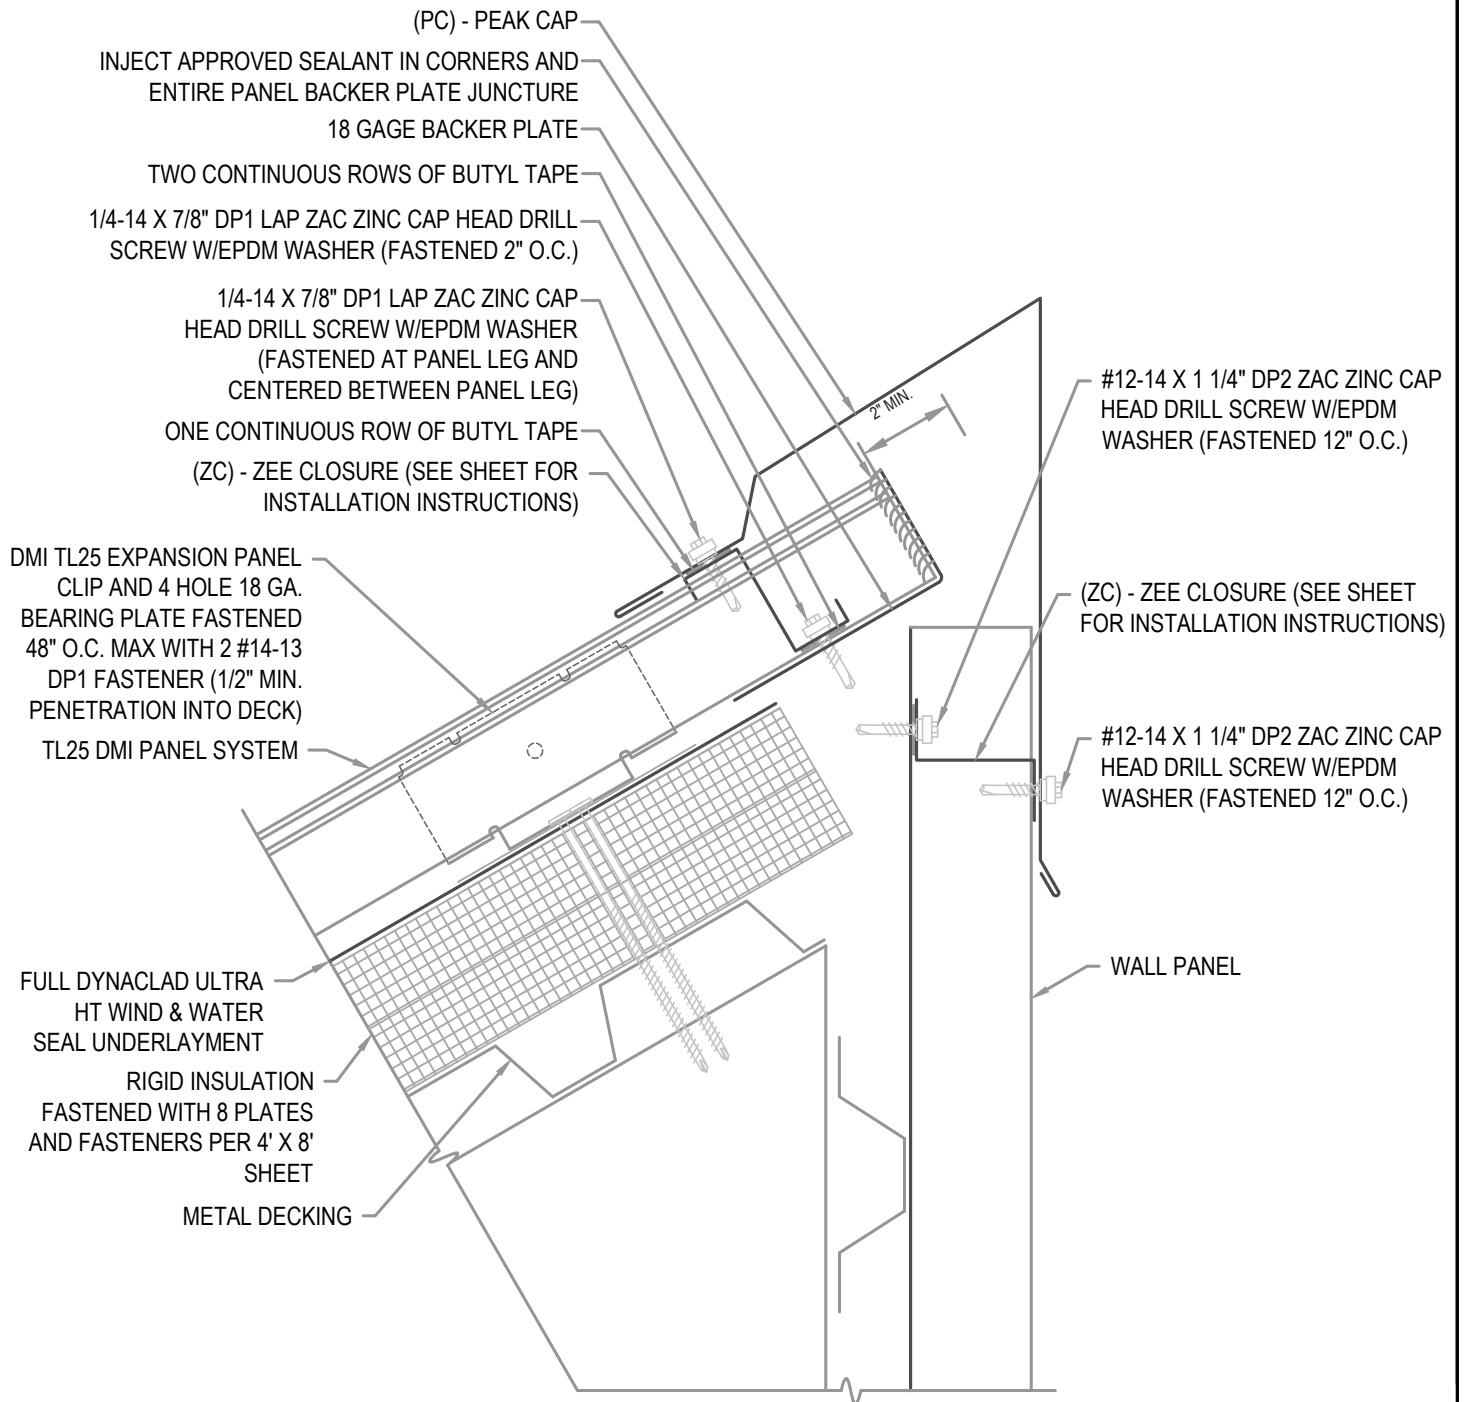 (PC) - PEAK CAP
INJECT APPROVED SEALANT IN CORNERS AND
ENTIRE PANEL BACKER PLATE JUNCTURE
18 GAGE BACKER PLATE
TWO CONTINUOUS ROWS OF BUTYL TAPE
1/4-14 X 7/8" DP1 LAP ZAC ZINC CAP HEAD DRILL
SCREW W/EPDM WASHER (FASTENED 2" O.C.)
1/4-14 X 7/8" DP1 LAP ZAC ZINC CAP
HEAD DRILL SCREW W/EPDM WASHER
(FASTENED AT PANEL LEG AND
CENTERED BETWEEN PANEL LEG)
ONE CONTINUOUS ROW OF BUTYL TAPE
(ZC) - ZEE CLOSURE (SEE SHEET FOR
INSTALLATION INSTRUCTIONS)
DMI TL25 EXPANSION PANEL
CLIP AND 4 HOLE 18 GA.
BEARING PLATE FASTENED
48" O.C. MAX WITH 2 #14-13
DP1 FASTENER (1/2" MIN.
PENETRATION INTO DECK)
TL25 DMI PANEL SYSTEM
FULL DYNACLAD ULTRA
HT WIND & WATER
SEAL UNDERLAYMENT
RIGID INSULATION
FASTENED WITH 8 PLATES
AND FASTENERS PER 4' X 8'
SHEET
METAL DECKING
2" MIN.
#12-14 X 1 1/4" DP2 ZAC ZINC CAP
HEAD DRILL SCREW W/EPDM
WASHER (FASTENED 12" O.C.)
(ZC) - ZEE CLOSURE (SEE SHEET
FOR INSTALLATION INSTRUCTIONS)
#12-14 X 1 1/4" DP2 ZAC ZINC CAP
HEAD DRILL SCREW W/EPDM
WASHER (FASTENED 12" O.C.)
WALL PANEL